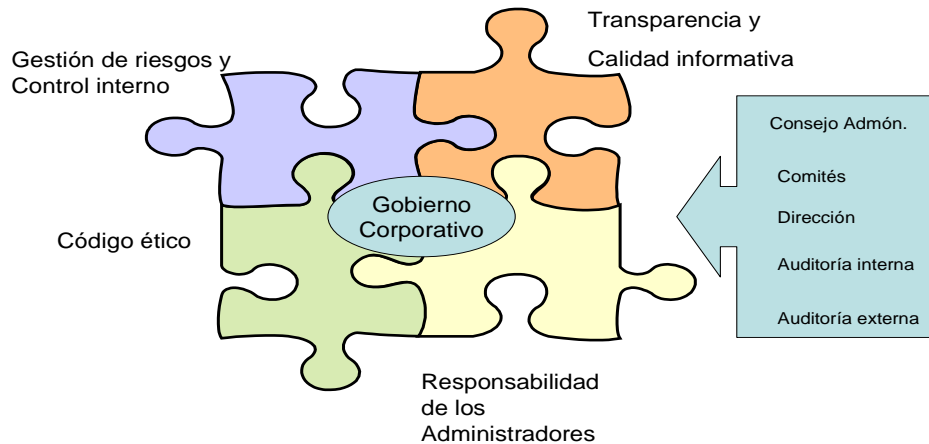 Transparencia y
Calidad informativa
Gestión de riesgos y
Control interno
Consejo Admón.
Comités
Dirección
Auditoría interna
Auditoría externa
Gobierno
Corporativo
Código ético
Responsabilidad
de los
Administradores